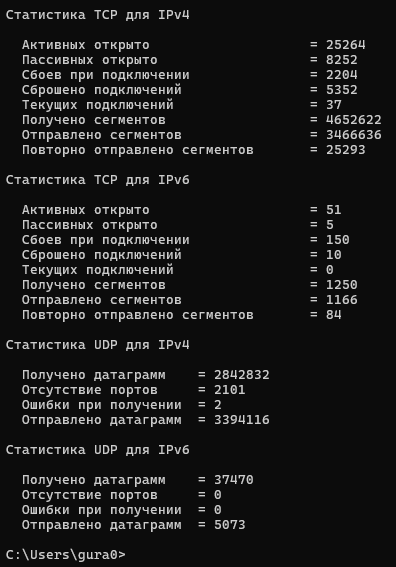 Статистика TCP для IPv4
Активных открыто = 25264
Пассивных открыто = 8252
Сбоев при подключении = 2204
Сброшено подключений = 5352
Текущих подключений = 37
Получено сегментов = 4652622
Отправлено сегментов = 3466636
Повторно отправлено сегментов = 25293
Статистика TCP для IPv6
Активных открыто = 51
Пассивных открыто = 5
Сбоев при подключении = 150
Сброшено подключений = 10
Текущих подключений = 0
Получено сегментов = 1250
Отправлено сегментов = 1166
Повторно отправлено сегментов = 84
Статистика UDP для IPv4
Получено датаграмм = 2842832
Отсутствие портов = 2101
Ошибки при получении = 2
Отправлено датаграмм = 3394116
Статистика UDP для IPv6
Получено датаграмм = 37470
Отсутствие портов = 0
Ошибки при получении = 0
Отправлено датаграмм = 5073
C:\Users\gura0>